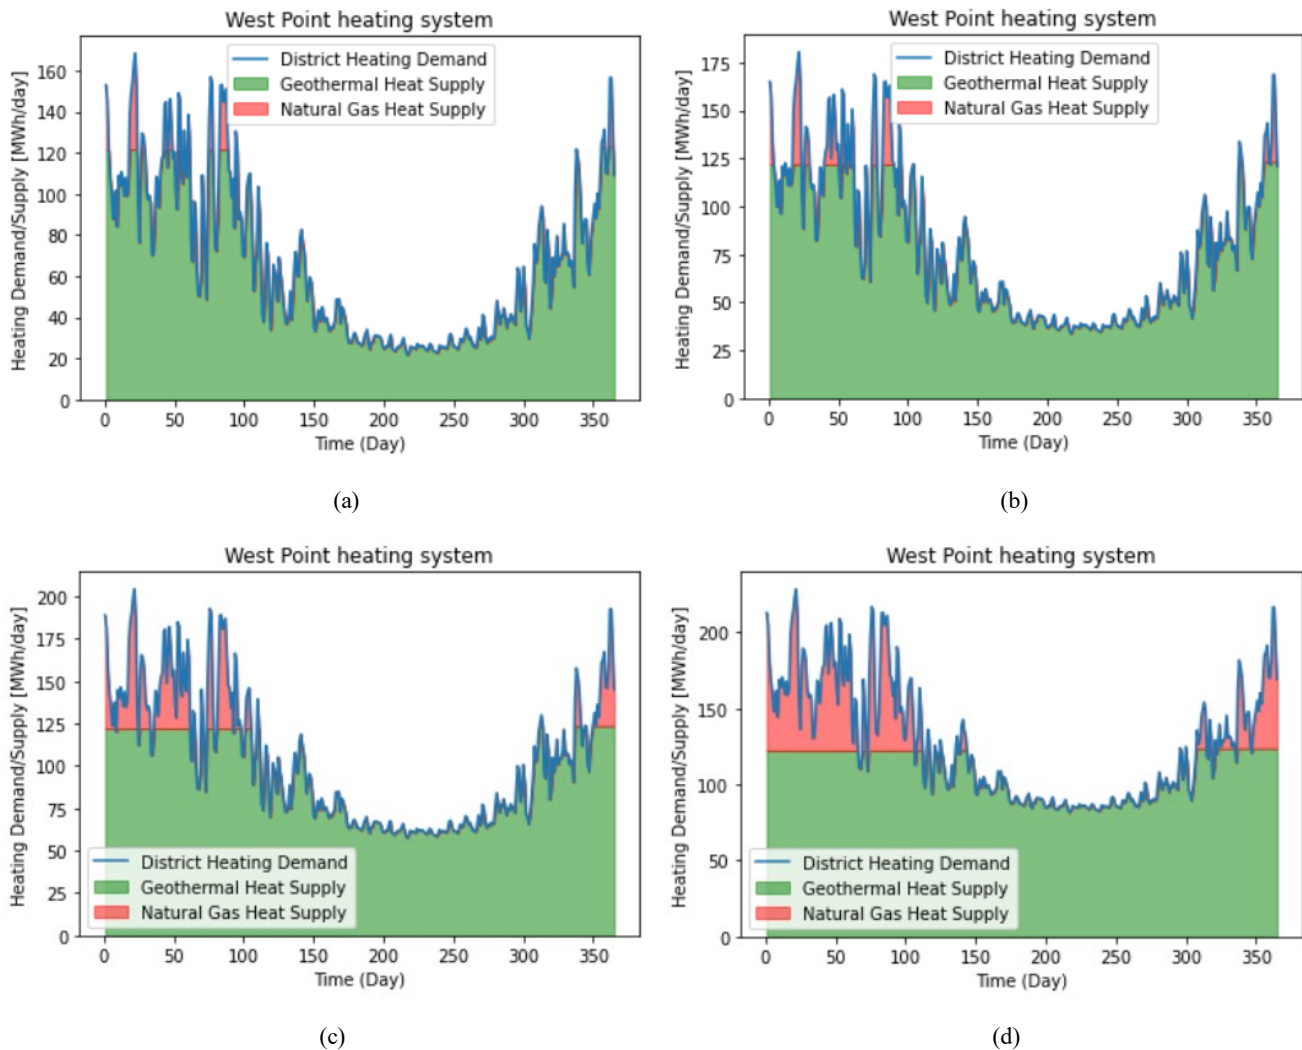 West Point heating system
Heating Demand/Supply [MWh/day]
160
140
120
100
80
60
40
20
0
District Heating Demand
Geothermal Heat Supply
Natural Gas Heat Supply
0 50 100 150 200 250 300 350
Time (Day)
(a)
West Point heating system
Heating Demand/Supply [MWh/day]
175
150
125
100
75
50
25
0
District Heating Demand
Geothermal Heat Supply
Natural Gas Heat Supply
0 50 100 150 200 250 300 350
Time (Day)
(b)
West Point heating system
Heating Demand/Supply [MWh/day]
200
175
150
125
100
75
50
25
0
District Heating Demand
Geothermal Heat Supply
Natural Gas Heat Supply
0 50 100 150 200 250 300 350
Time (Day)
(c)
West Point heating system
Heating Demand/Supply [MWh/day]
200
150
100
50
0
District Heating Demand
Geothermal Heat Supply
Natural Gas Heat Supply
0 50 100 150 200 250 300 350
Time (Day)
(d)